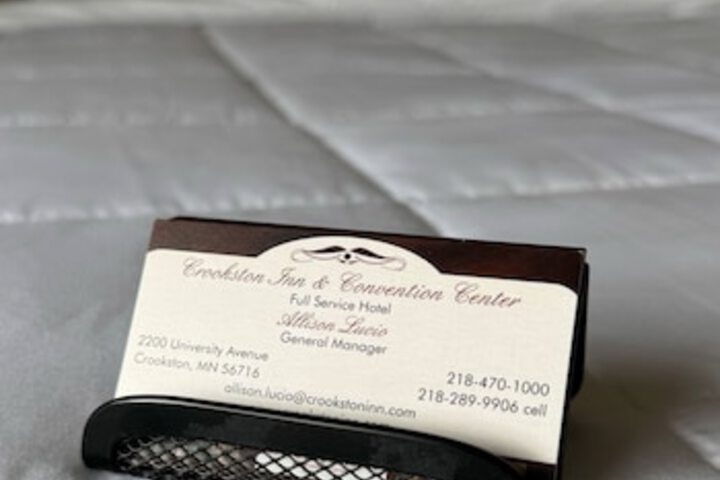 Crookston Inn & Convention Center
Full Service Hotel
Allison Lucio
General Manager
2200 University Avenue
Crookston, MN 56716
218-470-1000
218-289-9906 cell
allison.lucio@crookstoninn.com